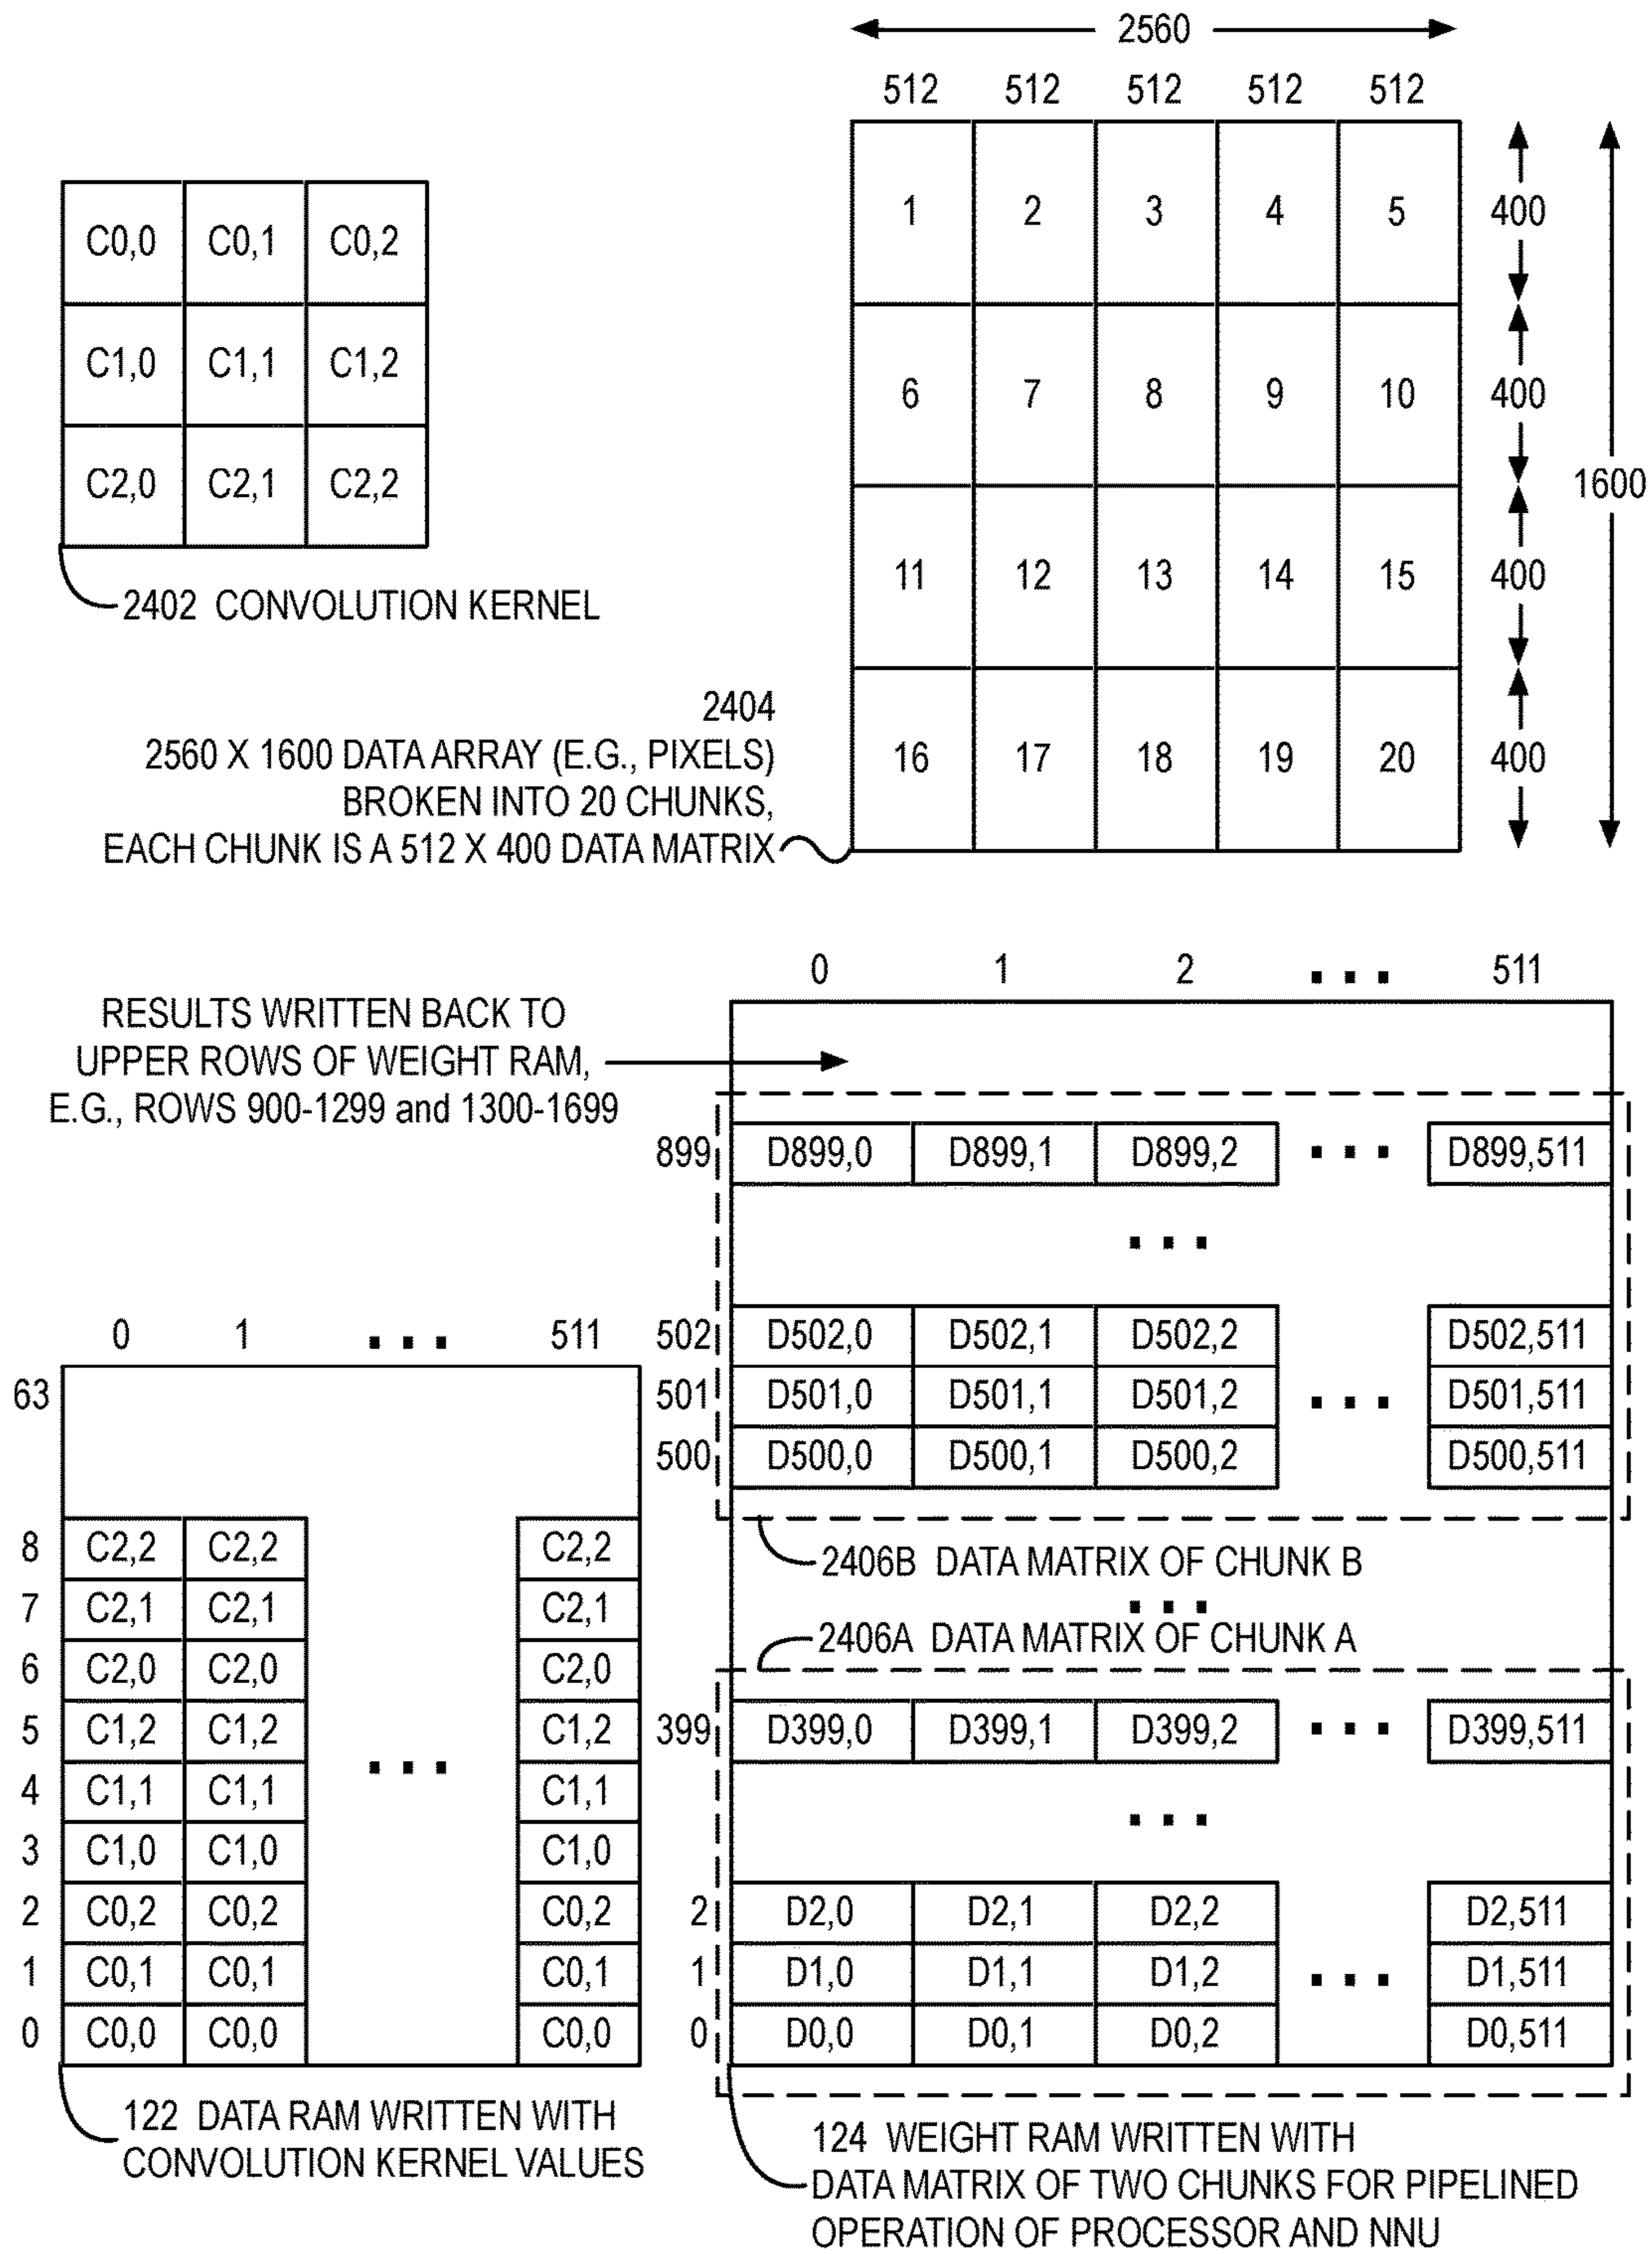 2560
512 512 512 512 512
1 2 3 4 5 400
6 7 8 9 10 400
11 12 13 14 15 400
16 17 18 19 20 400
1600
C0,0 C0,1 C0,2
C1,0 C1,1 C1,2
C2,0 C2,1 C2,2
2402 CONVOLUTION KERNEL
2404
2560 X 1600 DATA ARRAY (E.G., PIXELS)
BROKEN INTO 20 CHUNKS,
EACH CHUNK IS A 512 X 400 DATA MATRIX
RESULTS WRITTEN BACK TO
UPPER ROWS OF WEIGHT RAM,
E.G., ROWS 900-1299 and 1300-1699
0 1 2 ... 511
899 D899,0 D899,1 D899,2 ... D899,511
...
502 D502,0 D502,1 D502,2 D502,511
501 D501,0 D501,1 D501,2 ... D501,511
500 D500,0 D500,1 D500,2 D500,511
2406B DATA MATRIX OF CHUNK B
...
2406A DATA MATRIX OF CHUNK A
399 D399,0 D399,1 D399,2 ... D399,511
...
2 D2,0 D2,1 D2,2 D2,511
1 D1,0 D1,1 D1,2 ... D1,511
0 D0,0 D0,1 D0,2 D0,511
124 WEIGHT RAM WRITTEN WITH
DATA MATRIX OF TWO CHUNKS FOR PIPELINED
OPERATION OF PROCESSOR AND NNU
0 1 ... 511
63
8 C2,2 C2,2 C2,2
7 C2,1 C2,1 C2,1
6 C2,0 C2,0 C2,0
5 C1,2 C1,2 C1,2
...
4 C1,1 C1,1 C1,1
3 C1,0 C1,0 C1,0
2 C0,2 C0,2 C0,2
1 C0,1 C0,1 C0,1
0 C0,0 C0,0 C0,0
122 DATA RAM WRITTEN WITH
CONVOLUTION KERNEL VALUES